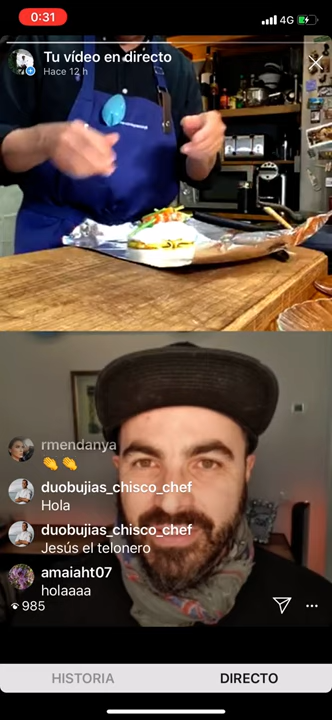 0:31
4G
Tu vídeo en directo
Hace 12 h
rmendanya
👏👏
duobujias_chisco_chef
Hola
duobujias_chisco_chef
Jesús el telonero
amaiaht07
holaaaa
985
HISTORIA
DIRECTO